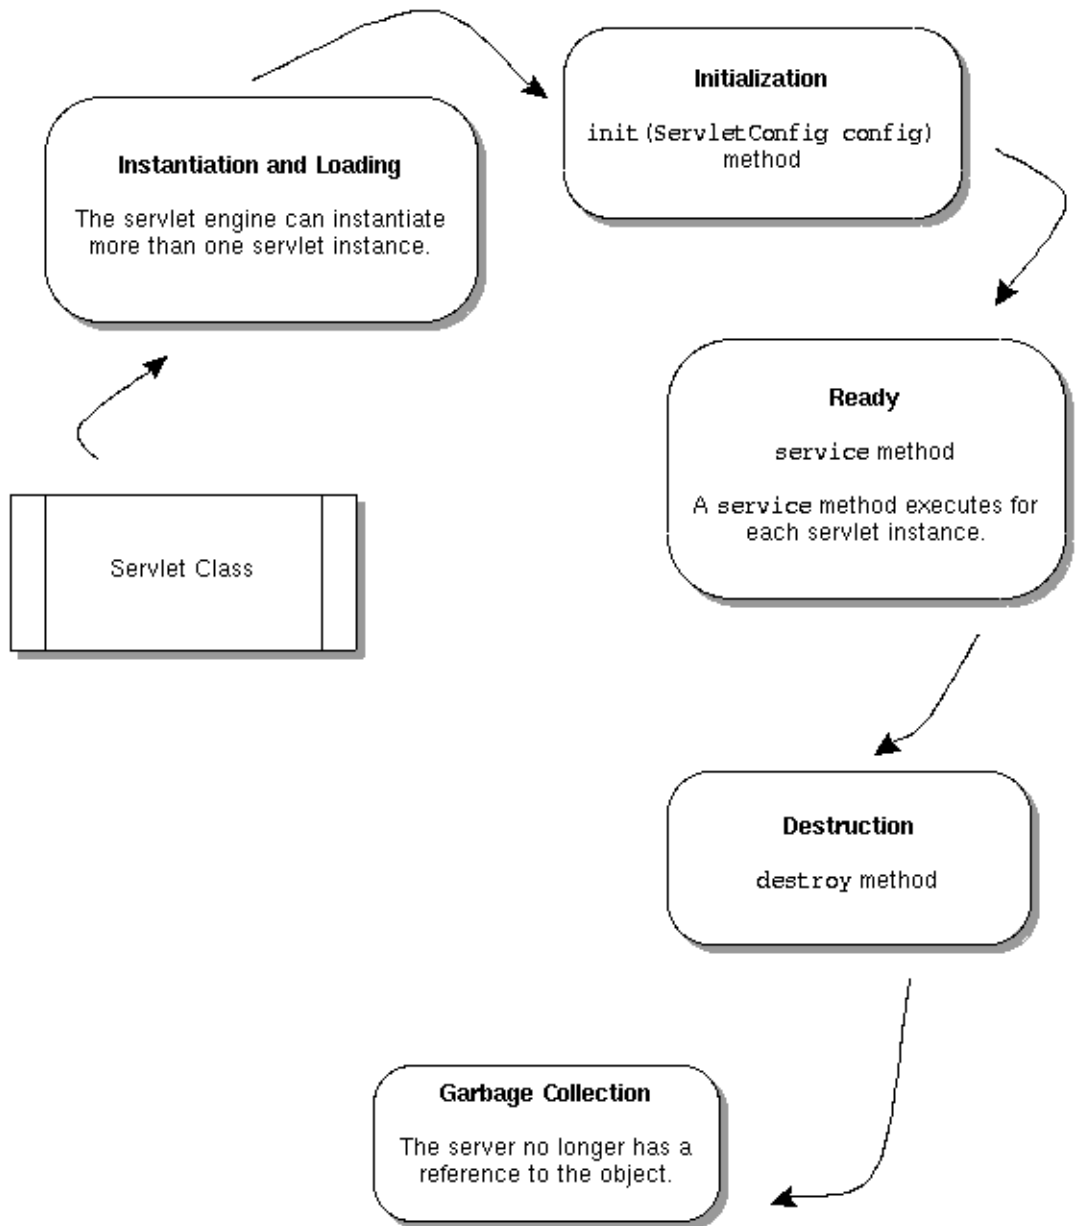 Initialization
init(ServletConfig config)
method
Instantiation and Loading
The servlet engine can instantiate
more than one servlet instance.
Ready
service method
A service method executes for
each servlet instance.
Servlet Class
Destruction
destroy method
Garbage Collection
The server no longer has a
reference to the object.